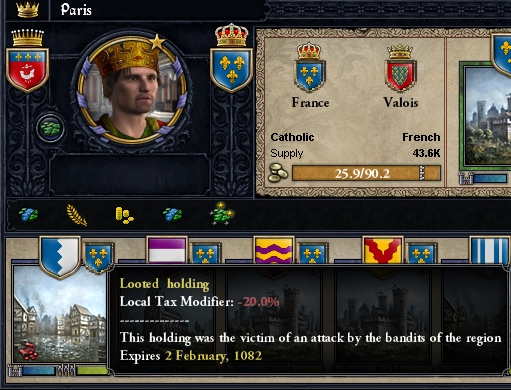 Paris
France Valois
Catholic French
Supply 43.6K
25.9/90.2
Looted holding
Local Tax Modifier: -20.0%
--------------
This holding was the victim of an attack by the bandits of the region
Expires 2 February, 1082